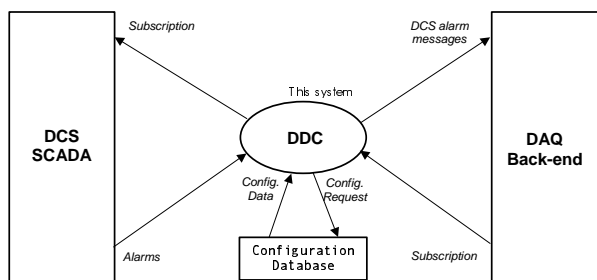 Subscription
DCS alarm
messages
This system
DCS
SCADA
DDC
DAQ
Back-end
Config.
Data
Config.
Request
Alarms
Configuration
Database
Subscription